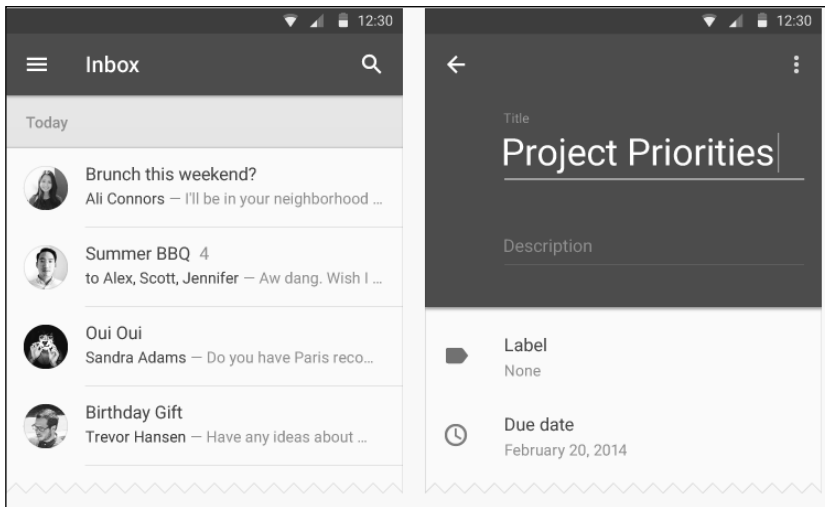 12:30
Inbox
Today
Brunch this weekend?
Ali Connors — I'll be in your neighborhood ...
Summer BBQ 4
to Alex, Scott, Jennifer — Aw dang. Wish I ...
Oui Oui
Sandra Adams — Do you have Paris reco...
Birthday Gift
Trevor Hansen — Have any ideas about ...
12:30
Title
Project Priorities
Description
Label
None
Due date
February 20, 2014